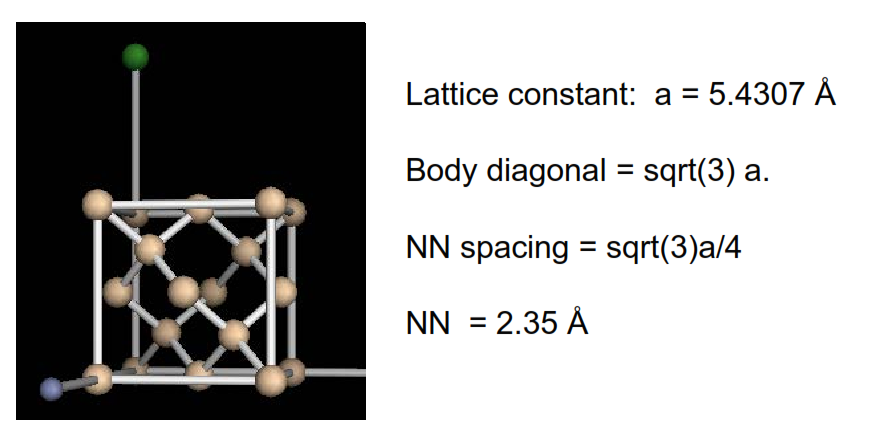 Lattice constant:  a = 5.4307 Å
Body diagonal = sqrt(3) a.
NN spacing = sqrt(3)a/4
NN  = 2.35 Å